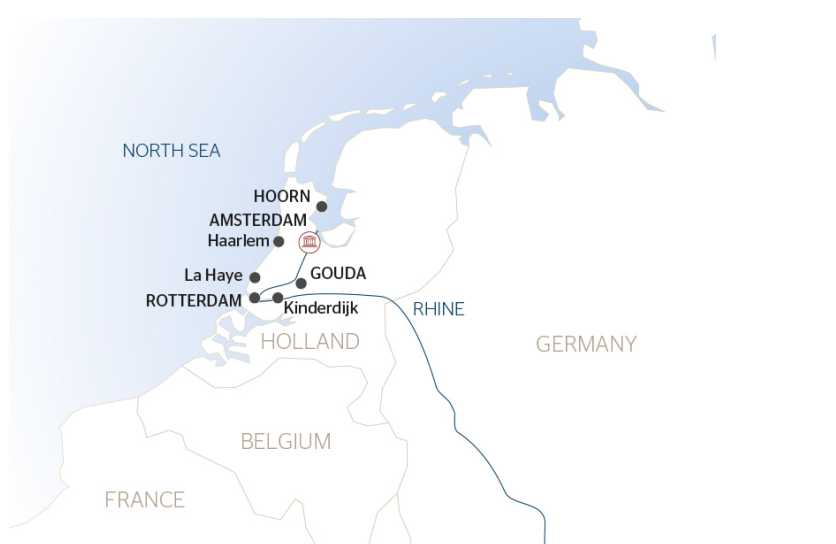 NORTH SEA
HOORN
AMSTERDAM
Haarlem
La Haye
GOUDA
ROTTERDAM
Kinderdijk
RHINE
HOLLAND
GERMANY
BELGIUM
FRANCE